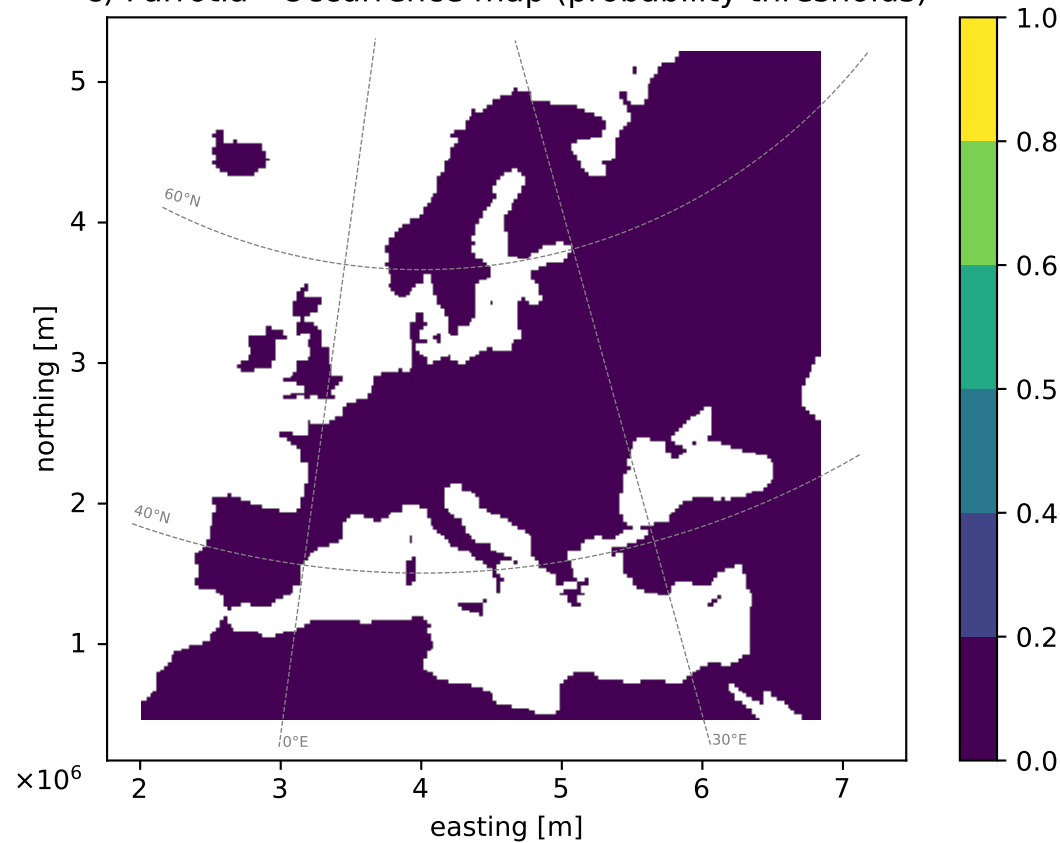 c) Parrotia - Occurrence map (probability thresholds)
1.0
0.8
0.6
0.5
0.4
0.2
0.0
northing [m]
5
4
3
2
1
60°N
40°N
0°E
30°E
×10⁶
2 3 4 5 6 7
easting [m]